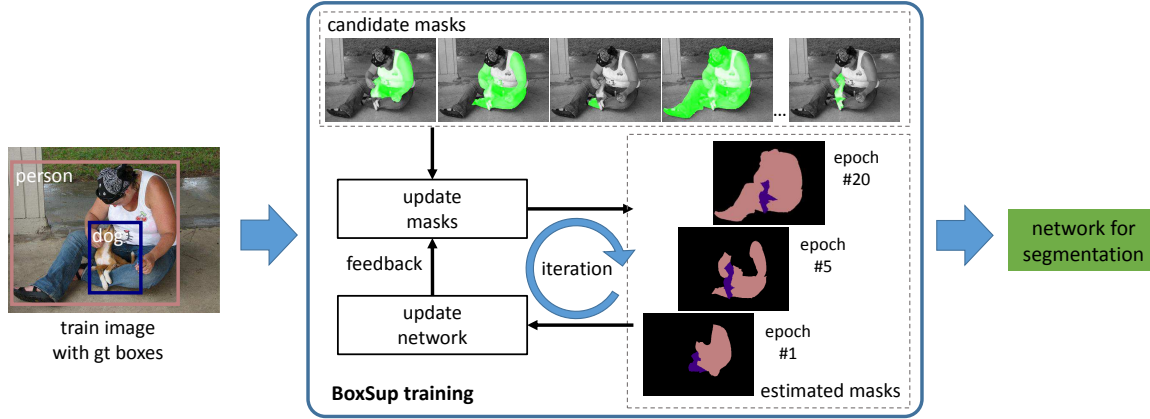 candidate masks
...
person
dog
train image
with gt boxes
update
masks
feedback
iteration
update
network
epoch
#20
epoch
#5
epoch
#1
estimated masks
BoxSup training
network for
segmentation